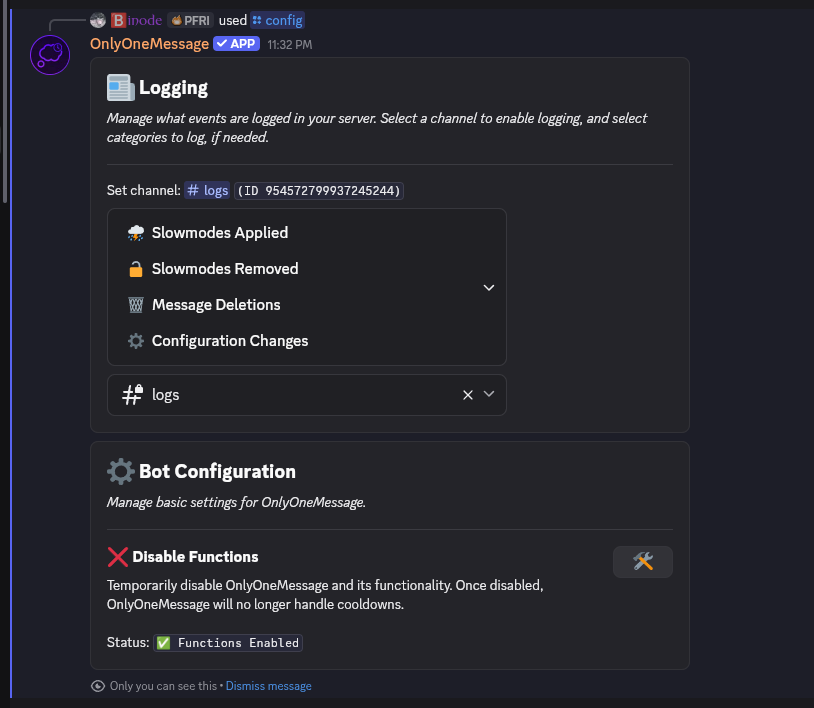 Binode PFRI used config
OnlyOneMessage APP 11:32 PM
Logging
Manage what events are logged in your server. Select a channel to enable logging, and select
categories to log, if needed.
Set channel: # logs (ID 954572799937245244)
Slowmodes Applied
Slowmodes Removed
Message Deletions
Configuration Changes
logs
Bot Configuration
Manage basic settings for OnlyOneMessage.
Disable Functions
Temporarily disable OnlyOneMessage and its functionality. Once disabled,
OnlyOneMessage will no longer handle cooldowns.
Status: ✅ Functions Enabled
Only you can see this • Dismiss message